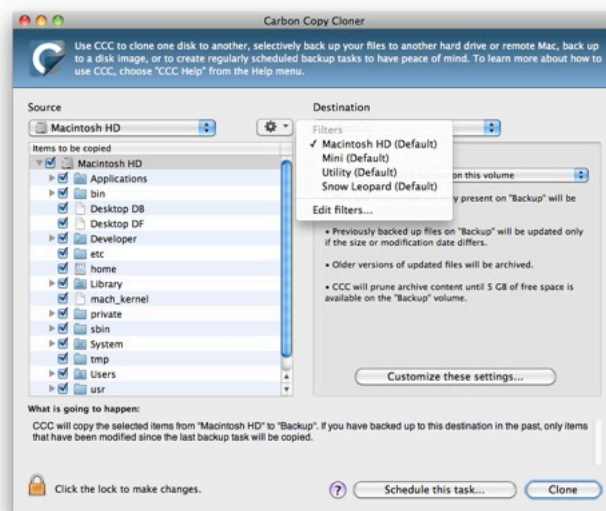 Carbon Copy Cloner
Use CCC to clone one disk to another, selectively back up your files to another hard drive or remote Mac, back up
to a disk image, or to create regularly scheduled backup tasks to have peace of mind. To learn more about how to
use CCC, choose "CCC Help" from the Help menu.
Source
Destination
Macintosh HD
Items to be copied
Macintosh HD
Applications
bin
Desktop DB
Desktop DF
Developer
etc
home
Library
mach_kernel
private
sbin
System
tmp
Users
usr
Filters
✓ Macintosh HD (Default)
Mini (Default)
Utility (Default)
Snow Leopard (Default)
Edit filters...
on this volume
present on "Backup" will be
• Previously backed up files on "Backup" will be updated only
if the size or modification date differs.
• Older versions of updated files will be archived.
• CCC will prune archive content until 5 GB of free space is
available on the "Backup" volume.
Customize these settings...
What is going to happen:
CCC will copy the selected items from "Macintosh HD" to "Backup". If you have backed up to this destination in the past, only items
that have been modified since the last backup task will be copied.
Click the lock to make changes.
?
Schedule this task...
Clone